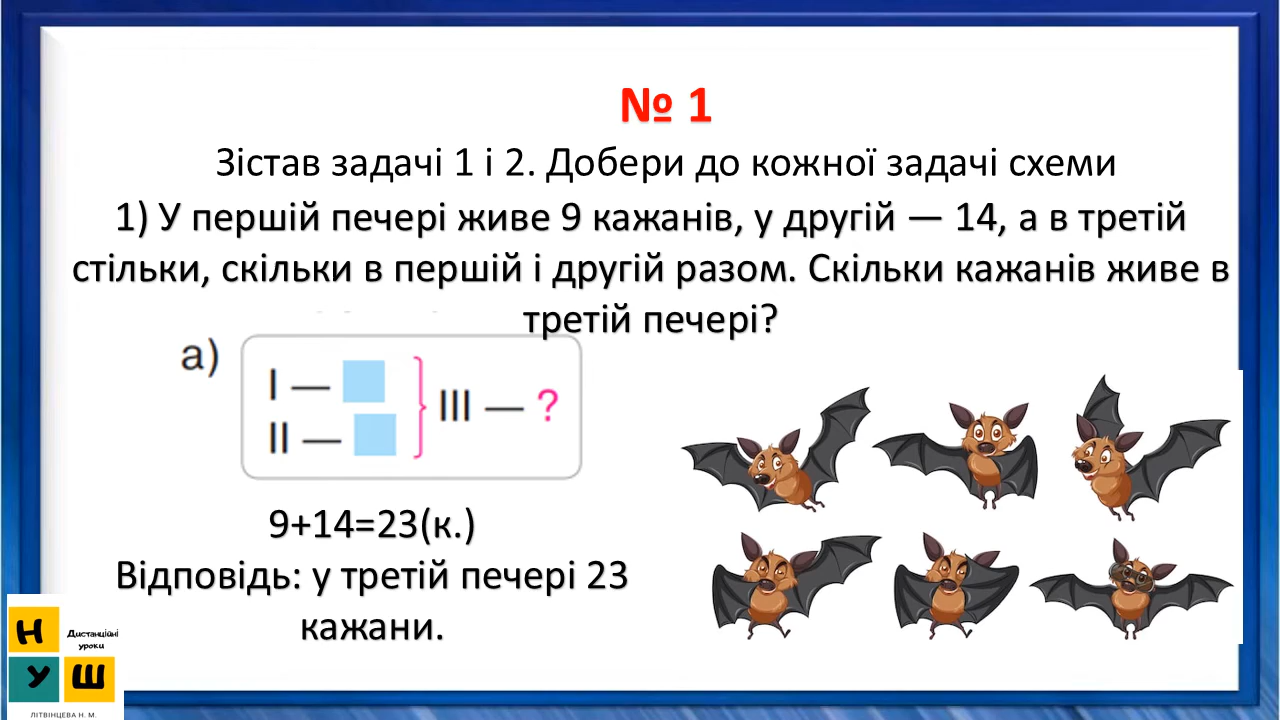 № 1
Зістав задачі 1 і 2. Добери до кожної задачі схеми
1) У першій печері живе 9 кажанів, у другій — 14, а в третій
стільки, скільки в першій і другій разом. Скільки кажанів живе в
третій печері?
а)
I —
II —
III — ?
9+14=23(к.)
Відповідь: у третій печері 23
кажани.
Н
Дистанційні
уроки
У Ш
ЛІТВІНЦЕВА Н. М.